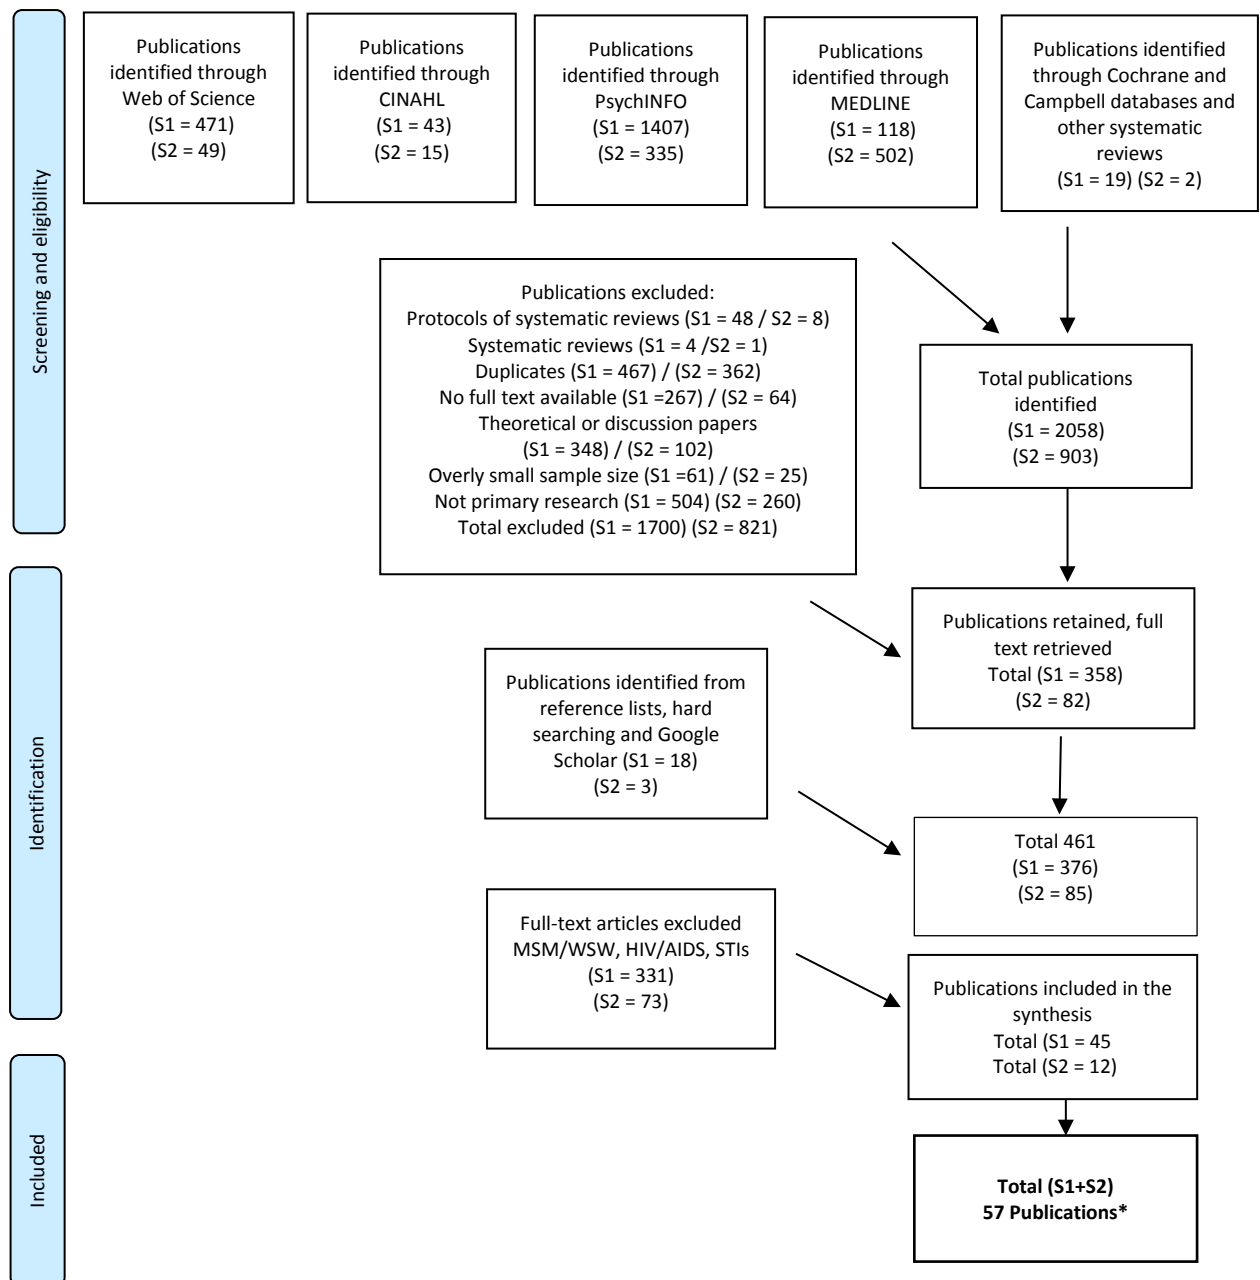 Screening and eligibility
Publications
identified through
Web of Science
(S1 = 471)
(S2 = 49)
Publications
identified through
CINAHL
(S1 = 43)
(S2 = 15)
Publications
identified through
PsychINFO
(S1 = 1407)
(S2 = 335)
Publications
identified through
MEDLINE
(S1 = 118)
(S2 = 502)
Publications identified
through Cochrane and
Campbell databases and
other systematic
reviews
(S1 = 19) (S2 = 2)
Publications excluded:
Protocols of systematic reviews (S1 = 48 / S2 = 8)
Systematic reviews (S1 = 4 /S2 = 1)
Duplicates (S1 = 467) / (S2 = 362)
No full text available (S1 =267) / (S2 = 64)
Theoretical or discussion papers
(S1 = 348) / (S2 = 102)
Overly small sample size (S1 =61) / (S2 = 25)
Not primary research (S1 = 504) (S2 = 260)
Total excluded (S1 = 1700) (S2 = 821)
Total publications
identified
(S1 = 2058)
(S2 = 903)
Identification
Publications retained, full
text retrieved
Total (S1 = 358)
(S2 = 82)
Publications identified from
reference lists, hard
searching and Google
Scholar (S1 = 18)
(S2 = 3)
Total 461
(S1 = 376)
(S2 = 85)
Full-text articles excluded
MSM/WSW, HIV/AIDS, STIs
(S1 = 331)
(S2 = 73)
Publications included in the
synthesis
Total (S1 = 45
Total (S2 = 12)
Included
Total (S1+S2)
57 Publications*